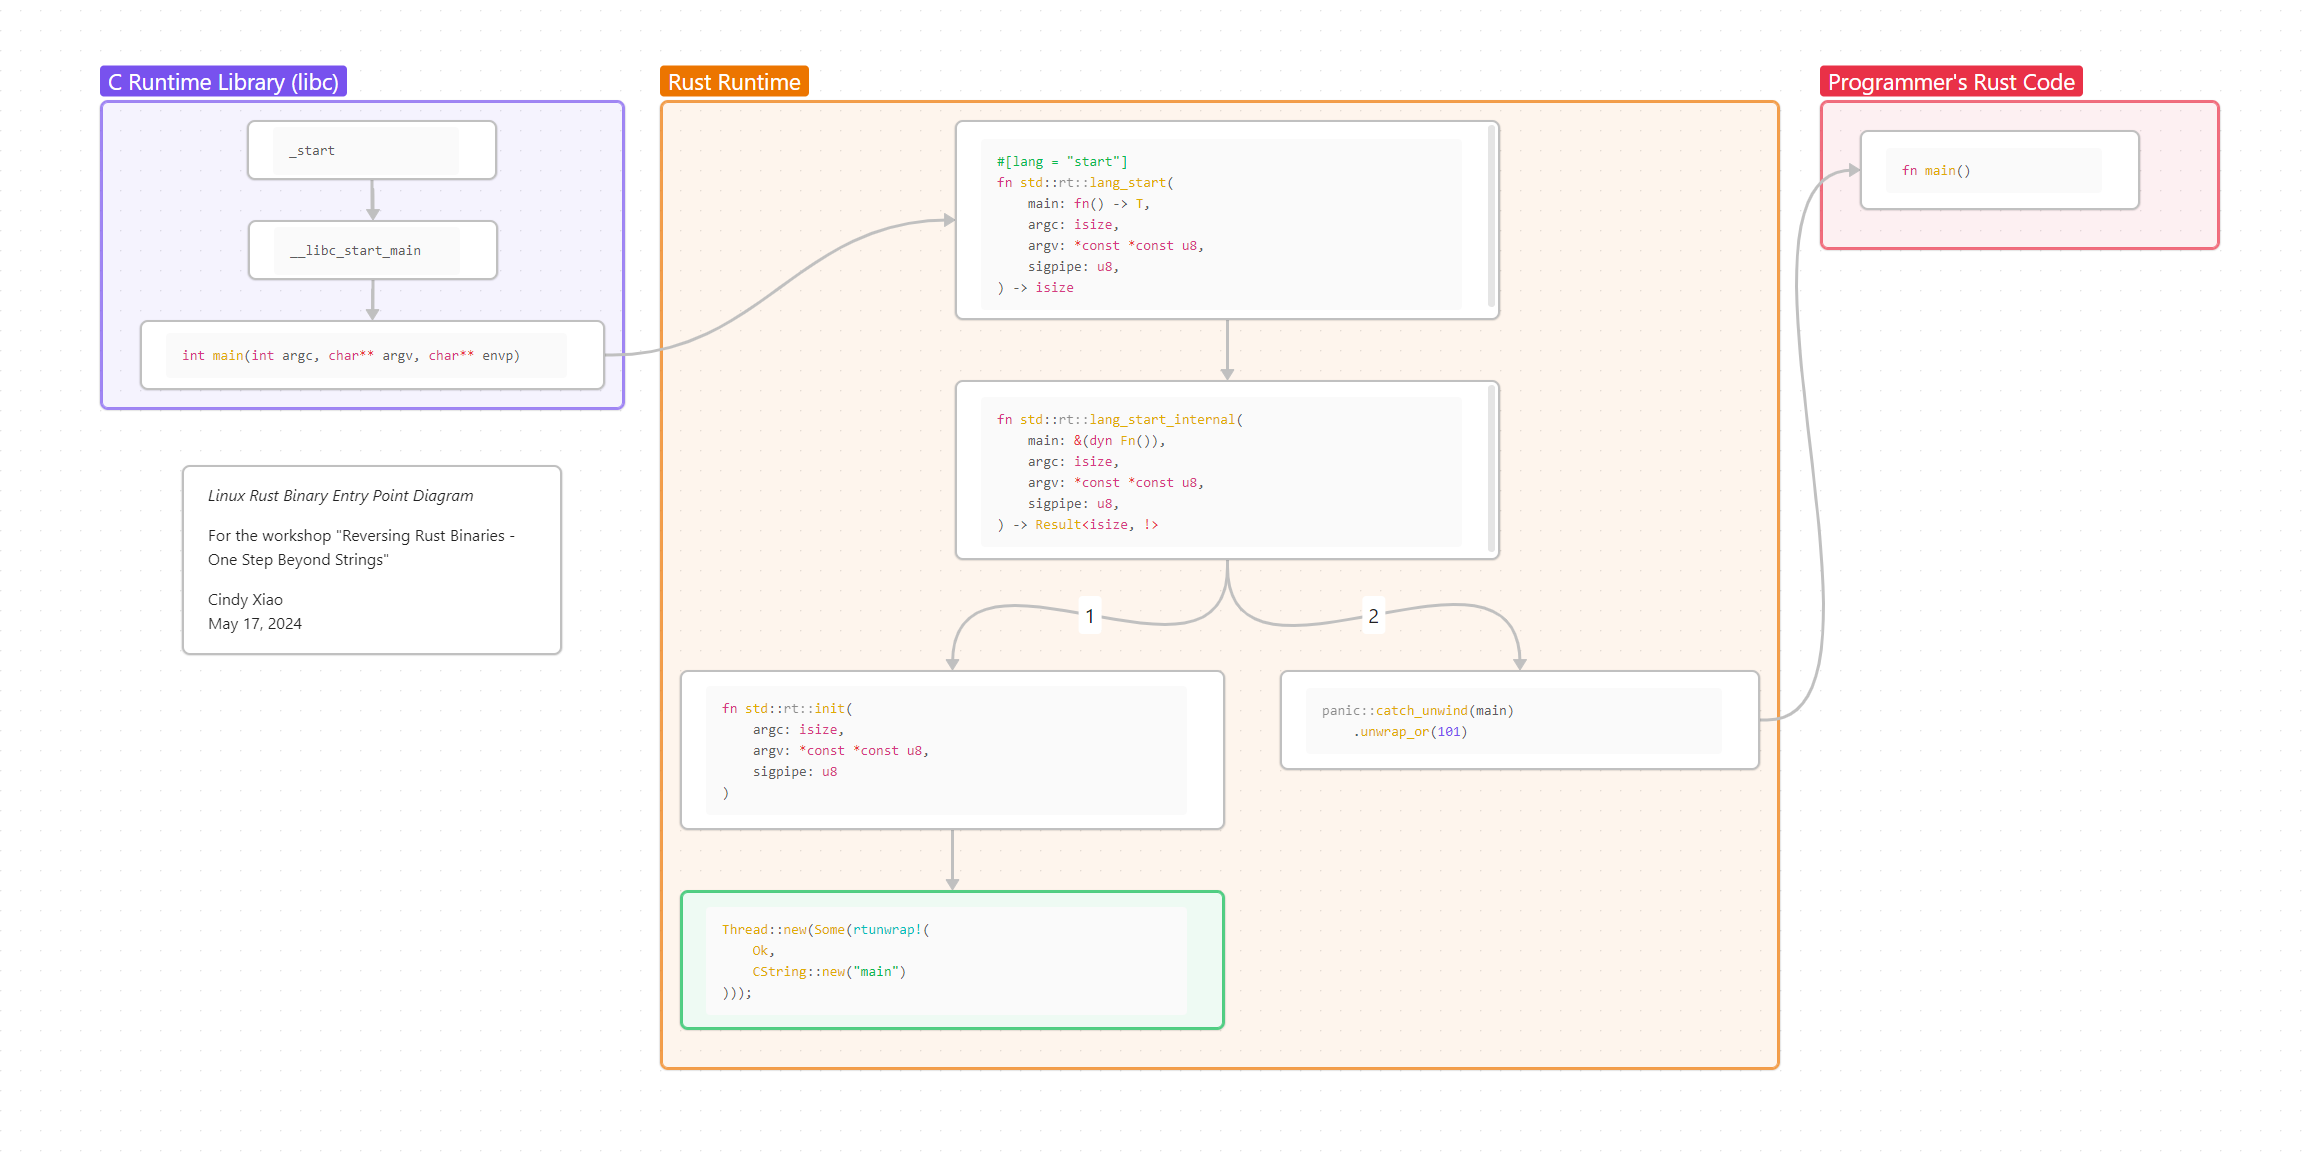 C Runtime Library (libc)
_start
__libc_start_main
int main(int argc, char** argv, char** envp)
Linux Rust Binary Entry Point Diagram
For the workshop "Reversing Rust Binaries -
One Step Beyond Strings"
Cindy Xiao
May 17, 2024
Rust Runtime
#[lang = "start"]
fn std::rt::lang_start(
    main: fn() -> T,
    argc: isize,
    argv: *const *const u8,
    sigpipe: u8,
) -> isize
fn std::rt::lang_start_internal(
    main: &(dyn Fn()),
    argc: isize,
    argv: *const *const u8,
    sigpipe: u8,
) -> Result<isize, !>
1
2
fn std::rt::init(
    argc: isize,
    argv: *const *const u8,
    sigpipe: u8
)
panic::catch_unwind(main)
    .unwrap_or(101)
Thread::new(Some(rtunwrap!(
    Ok,
    CString::new("main")
)));
Programmer's Rust Code
fn main()